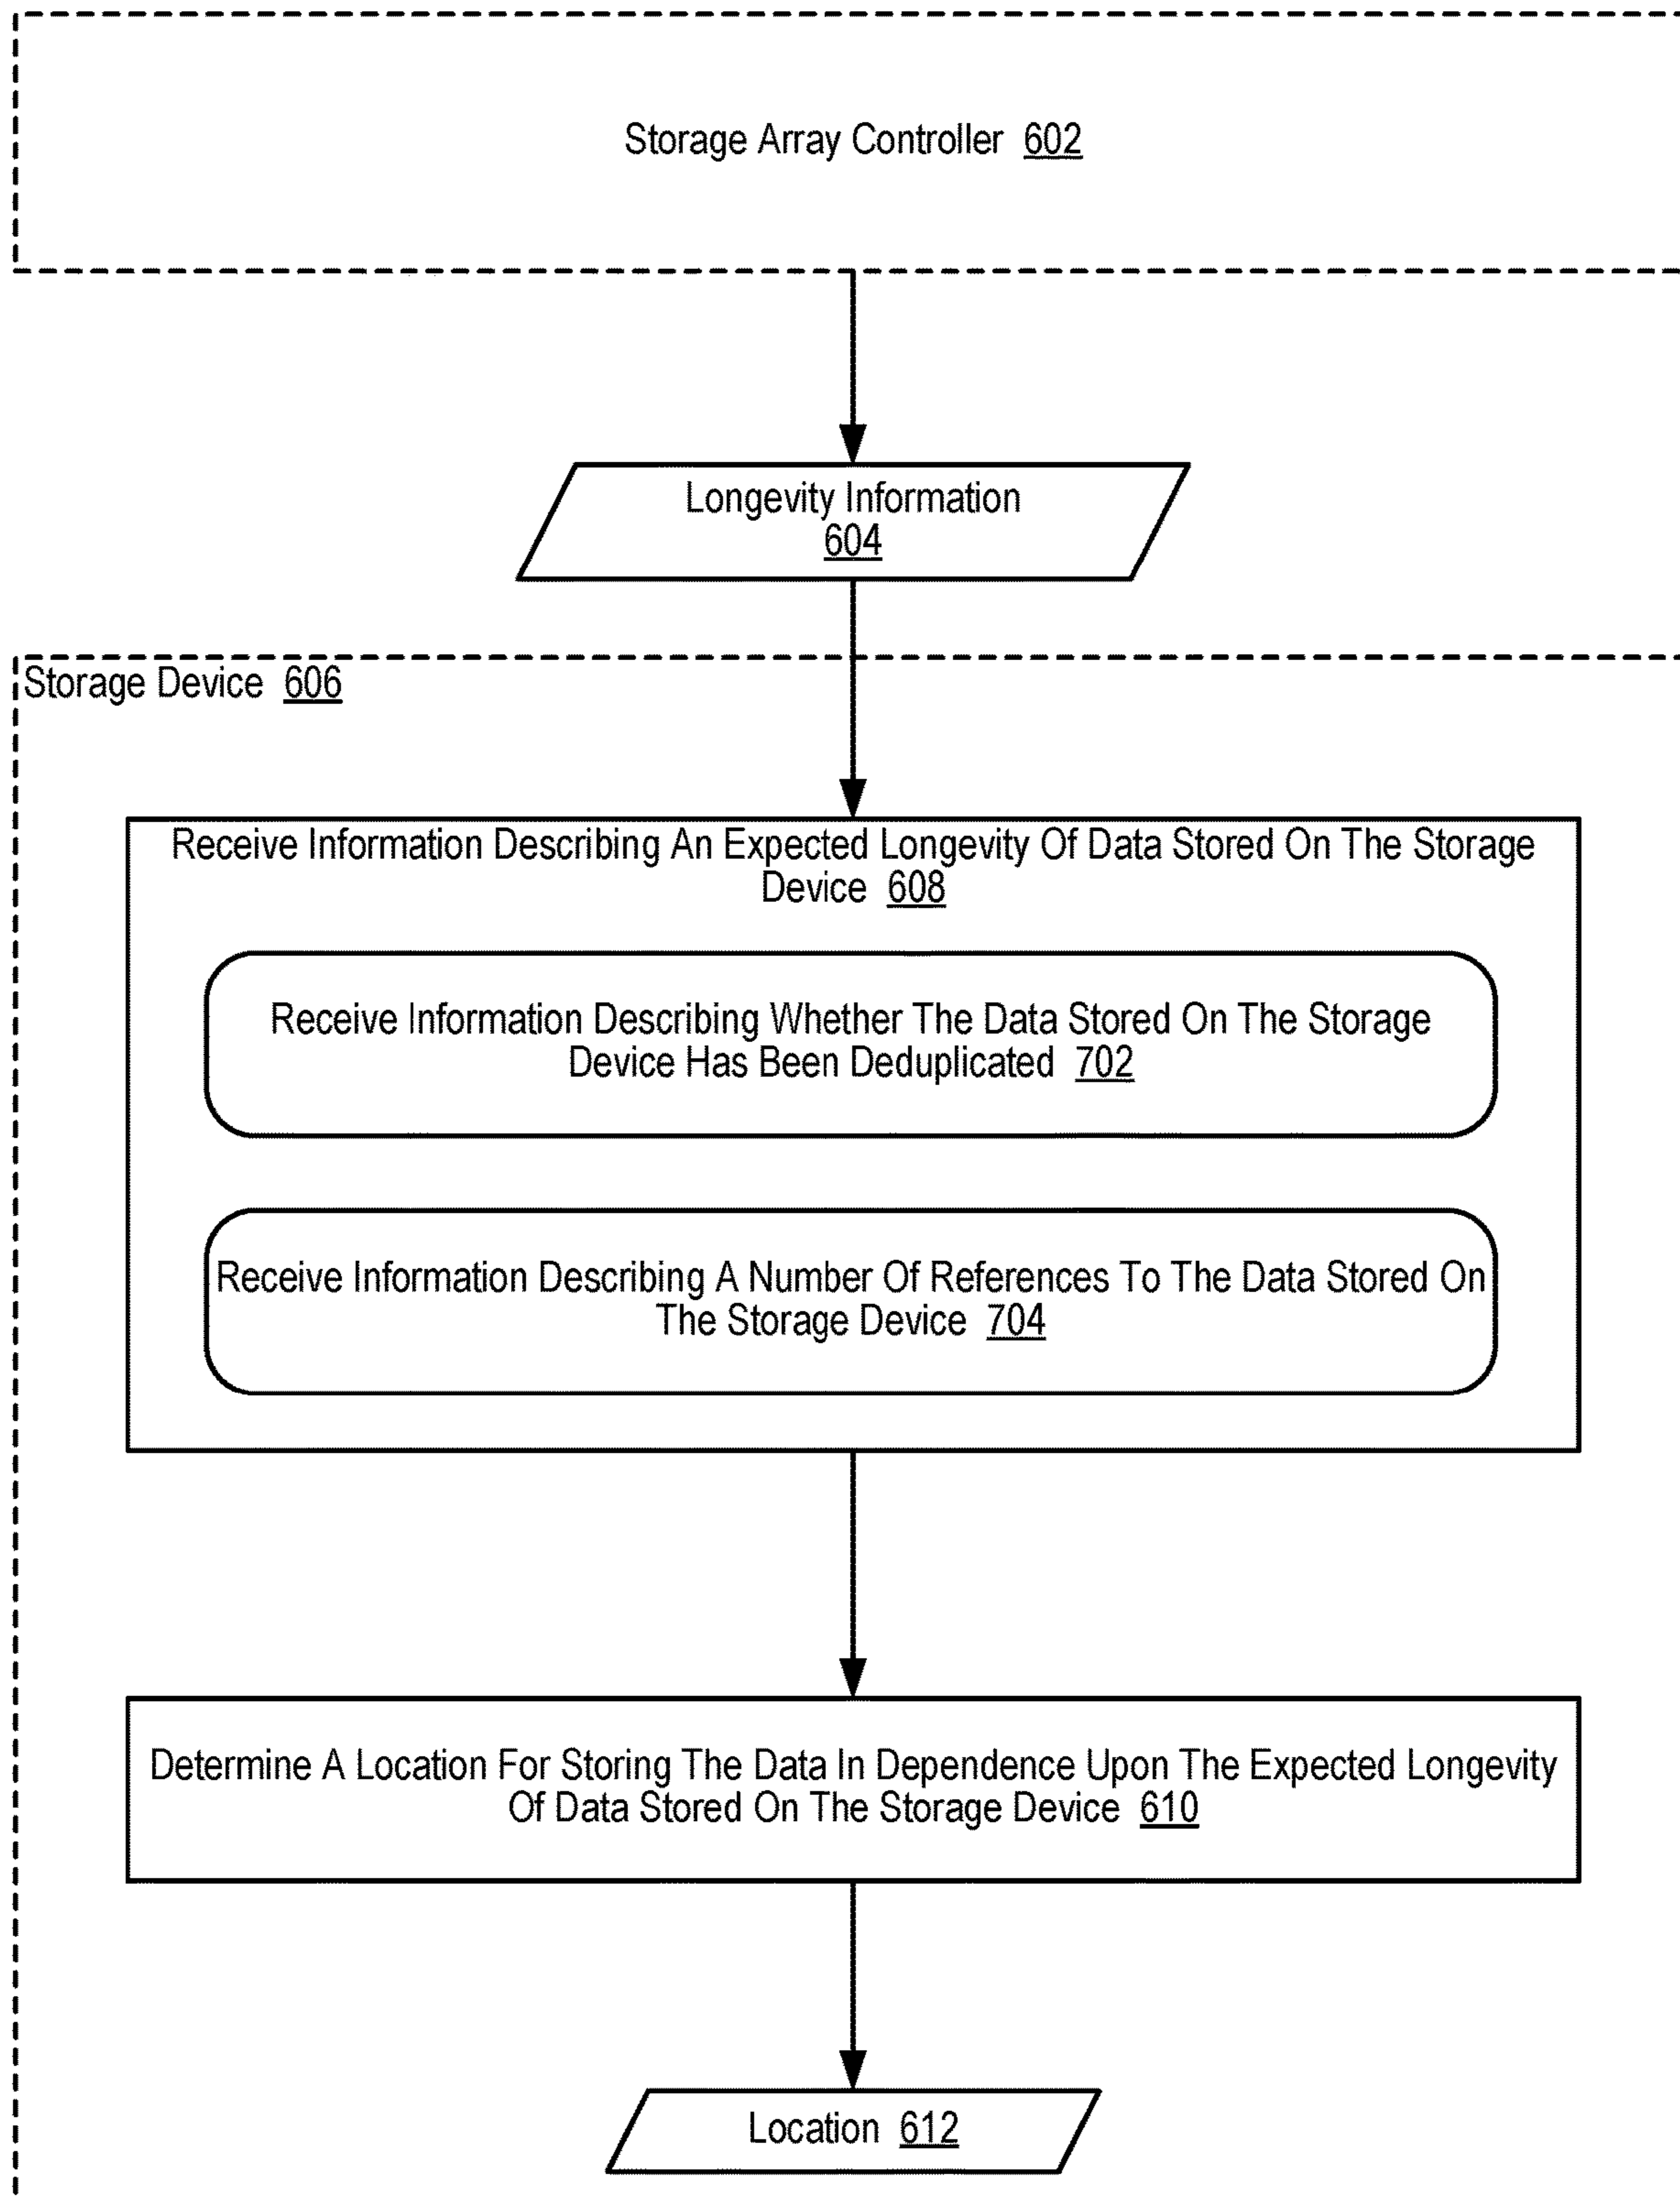 Storage Array Controller 602
Longevity Information
604
Storage Device 606
Receive Information Describing An Expected Longevity Of Data Stored On The Storage
Device 608
Receive Information Describing Whether The Data Stored On The Storage
Device Has Been Deduplicated 702
Receive Information Describing A Number Of References To The Data Stored On
The Storage Device 704
Determine A Location For Storing The Data In Dependence Upon The Expected Longevity
Of Data Stored On The Storage Device 610
Location 612